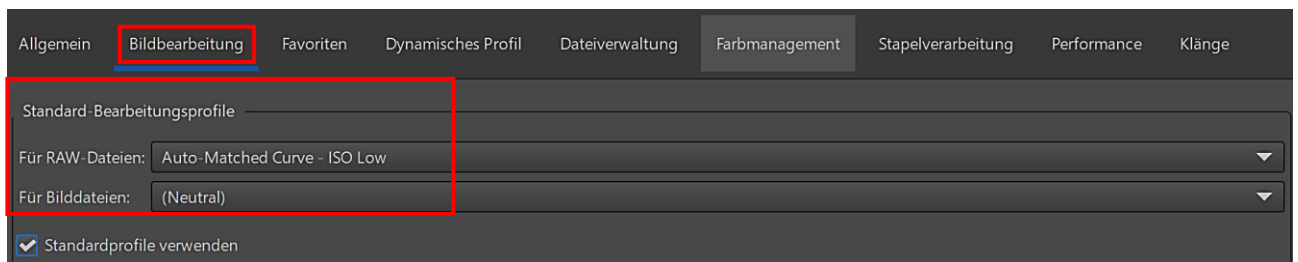 Allgemein Bildbearbeitung Favoriten Dynamisches Profil Dateiverwaltung Farbmanagement Stapelverarbeitung Performance Klänge
Standard-Bearbeitungsprofile
Für RAW-Dateien: Auto-Matched Curve - ISO Low
Für Bilddateien: (Neutral)
Standardprofile verwenden